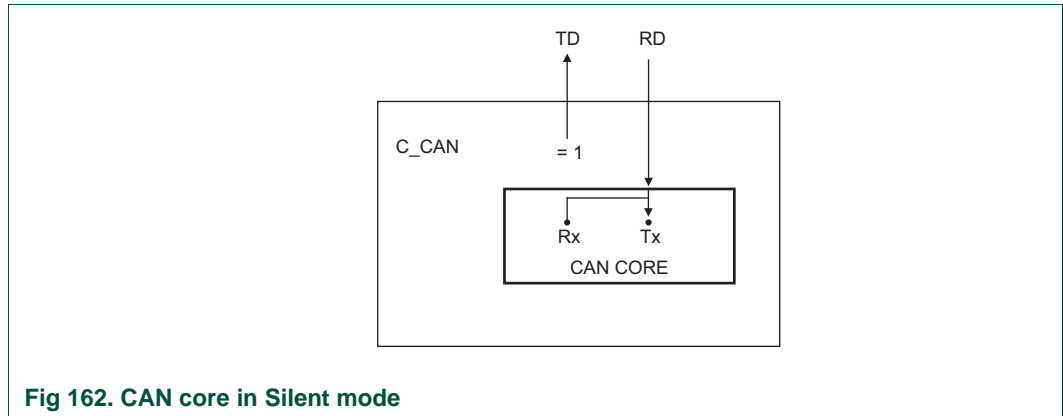 TD RD
C_CAN
= 1
Rx Tx
CAN CORE
Fig 162. CAN core in Silent mode